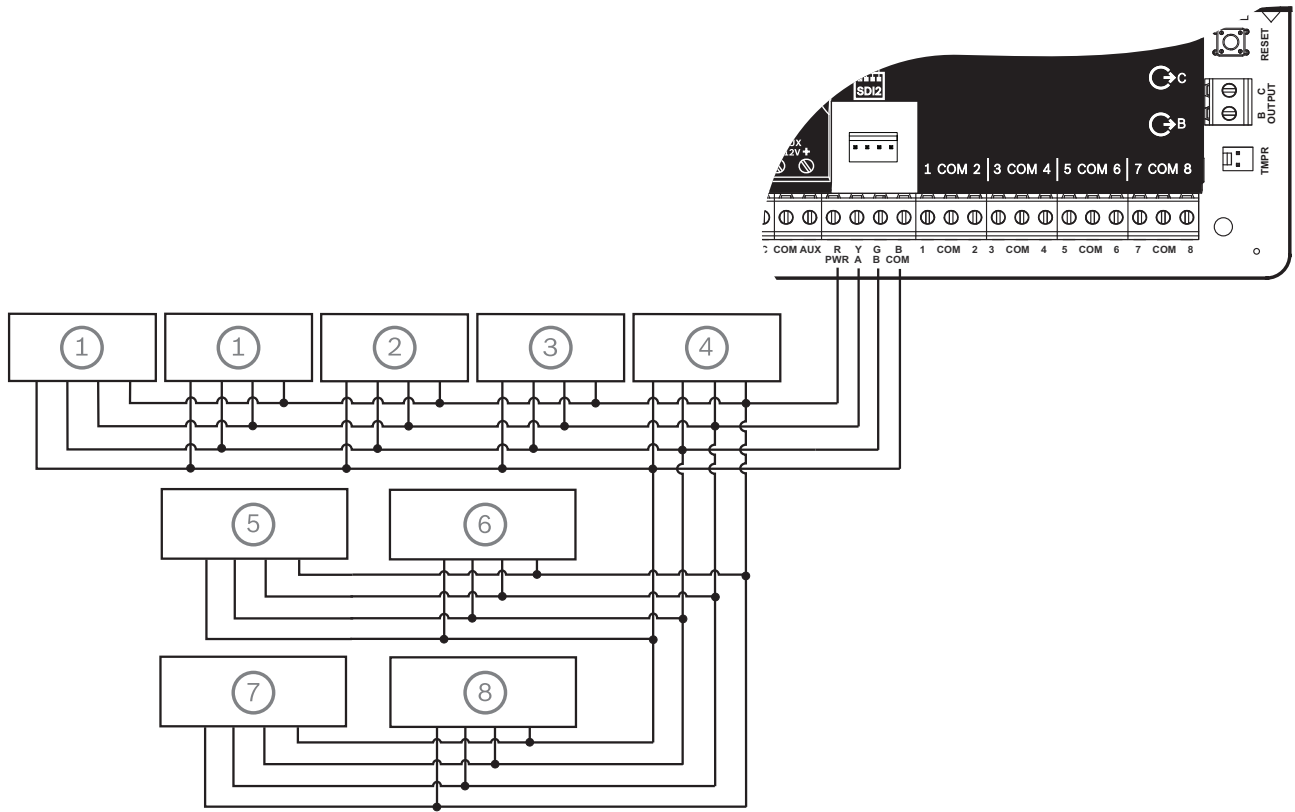 L
RESET
SDI2
C
B
C
B
OUTPUT
12V +
TMPR
1 COM 2 3 COM 4 5 COM 6 7 COM 8
COM AUX R Y G B 1 COM 2 3 COM 4 5 COM 6 7 COM 8
PWR A B COM
1 1 2 3 4
5 6
7 8